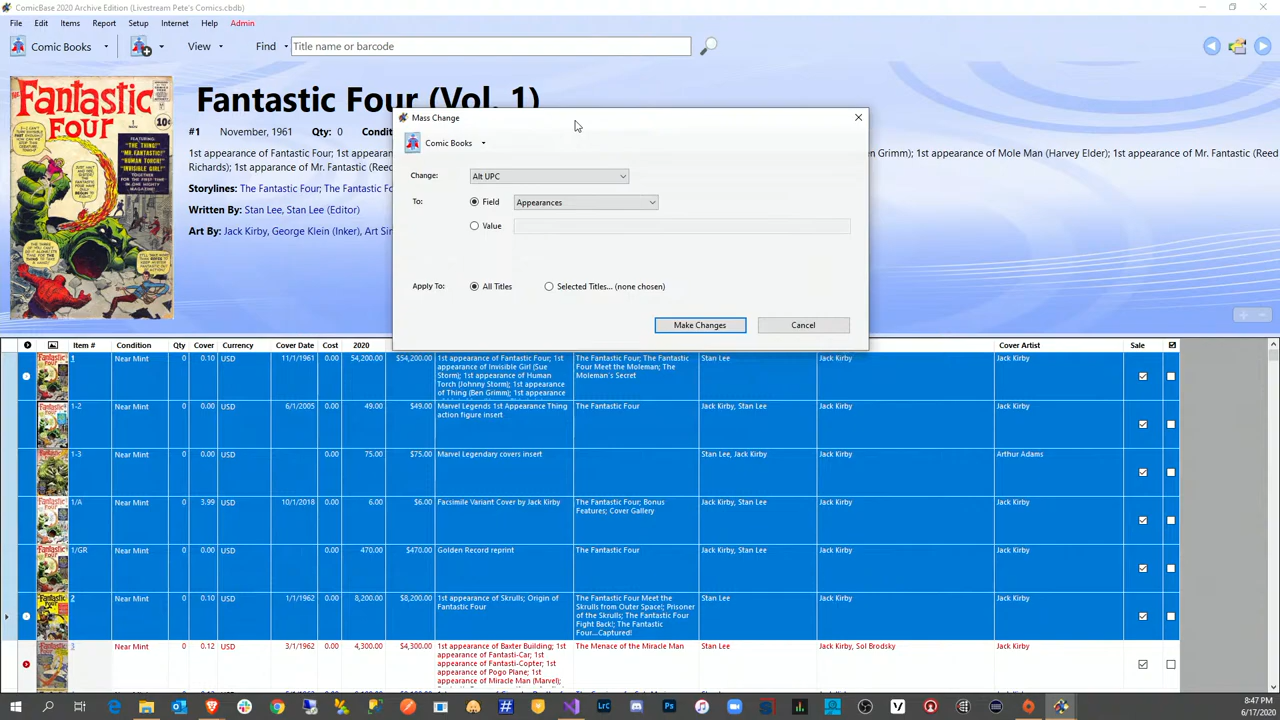 ComicBase 2020 Archive Edition (Livestream Pete's Comics.cbdb)
File Edit Items Report Setup Internet Help Admin
Comic Books View Find Title name or barcode
Fantastic Four (Vol. 1)
#1 November, 1961 Qty: 0
1st appearance of Fantastic Four; 1st appe
Richards); 1st appearance of Mr. Reed (Rec
Storylines: The Fantastic Four; The Fantastic Fo
Written By: Stan Lee, Stan Lee (Editor)
Art By: Jack Kirby, George Klein (Inker), Art Sir
Mass Change
Comic Books
Change: Alt UPC
To: Field Appearances
Value
Apply To: All Titles Selected Titles... (none chosen)
Make Changes Cancel
Item # Condition Qty Cover Currency Cover Date Cost 2020 Cover Artist Sale
1 Near Mint 0 0.10 USD 11/1/1961 0.00 54,200.00 $54,200.00 1st appearance of Fantastic Four; 1st The Fantastic Four; The Fantastic Stan Lee Jack Kirby Jack Kirby
appearance of Invisible Girl (Sue Four Meet the Moleman; The
Storm); 1st appearance of Human Moleman's Secret
Torch (Johnny Storm); 1st appearance
of Thing (Ben Grimm); 1st appearance
1-2 Near Mint 0 0.00 USD 6/1/2005 0.00 49.00 $49.00 Marvel Legends 1st Appearance Thing The Fantastic Four Jack Kirby, Stan Lee Jack Kirby Jack Kirby
action figure insert
1-3 Near Mint 0 0.00 USD 0.00 75.00 $75.00 Marvel Legendary covers insert Stan Lee, Jack Kirby Jack Kirby Arthur Adams
1/A Near Mint 0 3.99 USD 10/1/2018 0.00 6.00 $6.00 Facsimile Variant Cover by Jack Kirby The Fantastic Four; Bonus Jack Kirby, Stan Lee Jack Kirby Jack Kirby
Features; Cover Gallery
1/GR Near Mint 0 0.00 USD 0.00 470.00 $470.00 Golden Record reprint The Fantastic Four Jack Kirby, Stan Lee Jack Kirby Jack Kirby
2 Near Mint 0 0.10 USD 1/1/1962 0.00 8,200.00 $8,200.00 1st appearance of Skrulls; Origin of The Fantastic Four Meet the Stan Lee Jack Kirby Jack Kirby
Fantastic Four Skrulls from Outer Space!; Prisoner
of the Skrulls; The Fantastic Four
Fight Back!; The Fantastic
Four...Captured!
3 Near Mint 0 0.12 USD 3/1/1962 0.00 4,300.00 $4,300.00 1st appearance of Baxter Building; 1st The Menace of the Miracle Man Stan Lee Jack Kirby, Sol Brodsky Jack Kirby
appearance of Fantasti-Car; 1st
appearance of Fantasti-Copter; 1st
appearance of Pogo Plane; 1st
appearance of Miracle Man (Marvel);
8:47 PM
6/17/2020